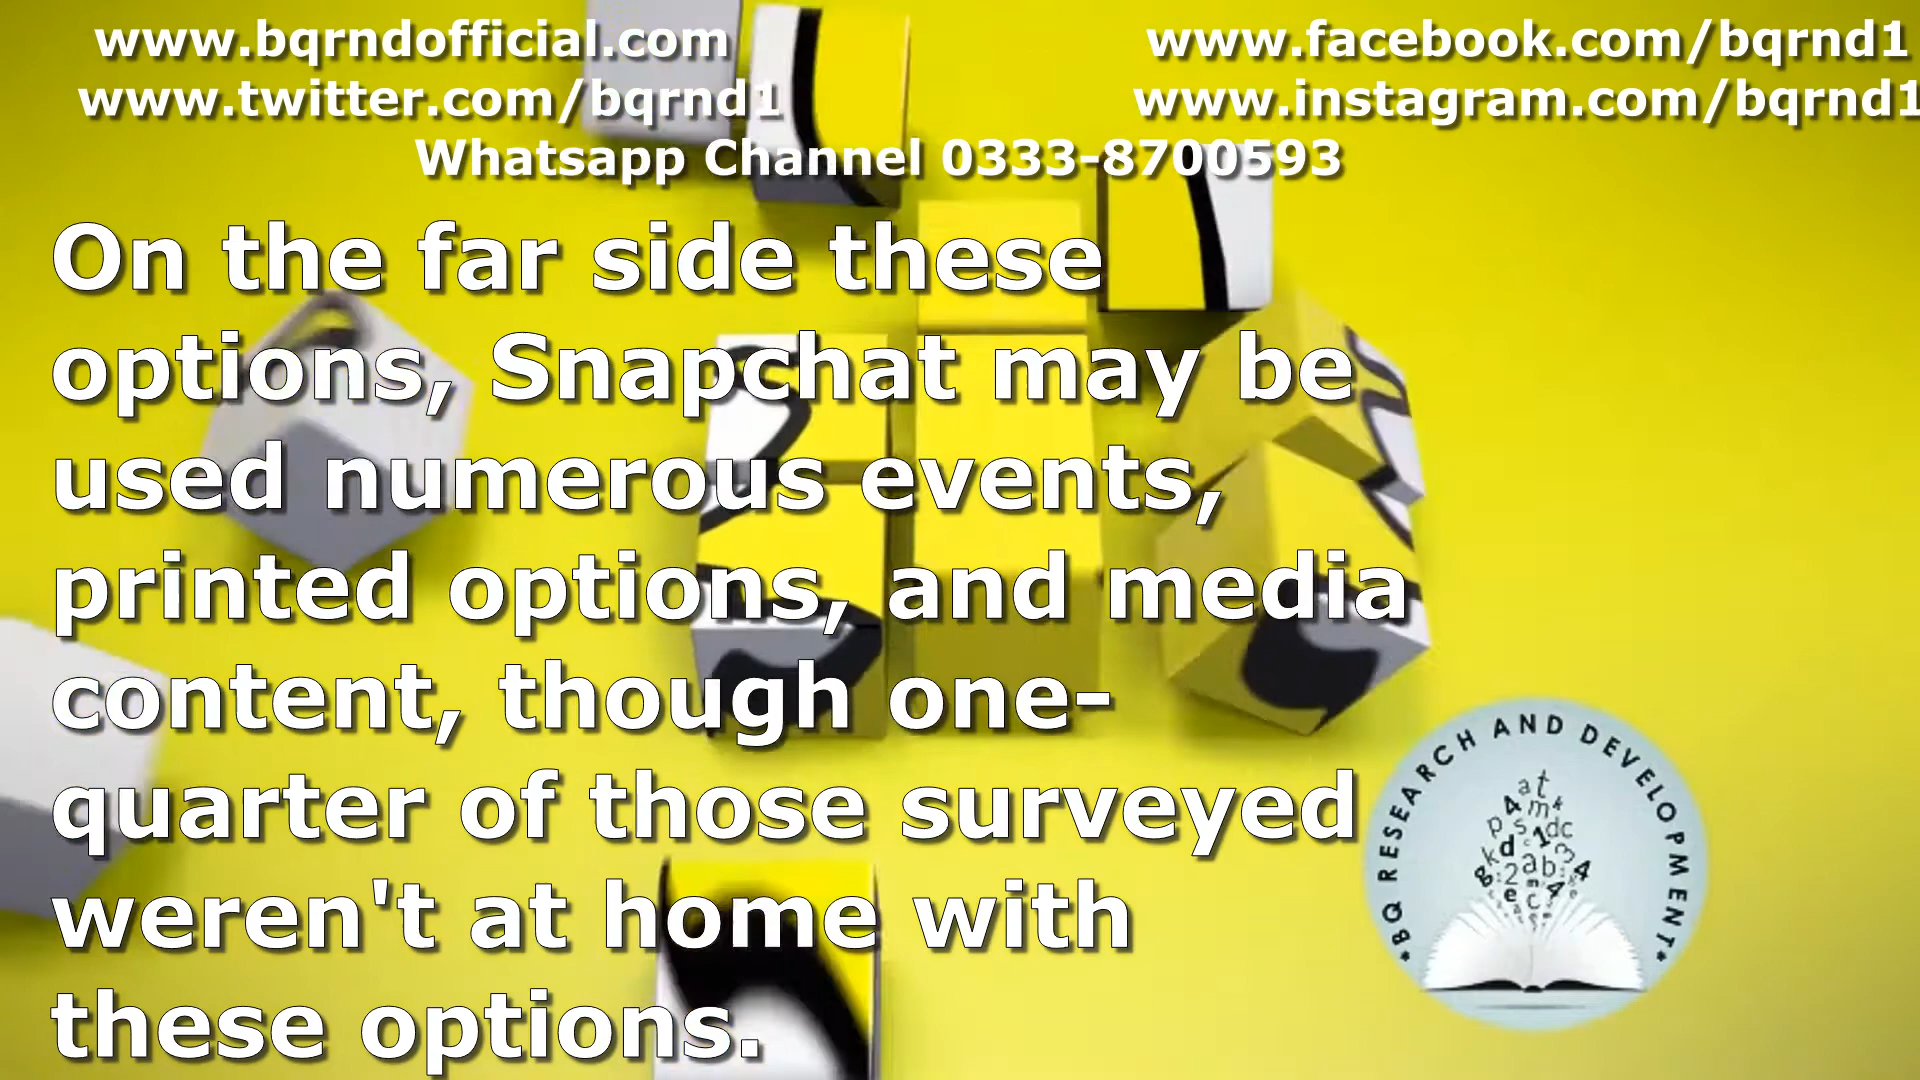 www.bqrndofficial.com
www.facebook.com/bqrnd1
www.twitter.com/bqrnd1
www.instagram.com/bqrnd1
Whatsapp Channel 0333-8700593
On the far side these
options, Snapchat may be
used numerous events,
printed options, and media
content, though one-
quarter of those surveyed
weren't at home with
these options.
*BQ RESEARCH AND DEVELOPMENT*